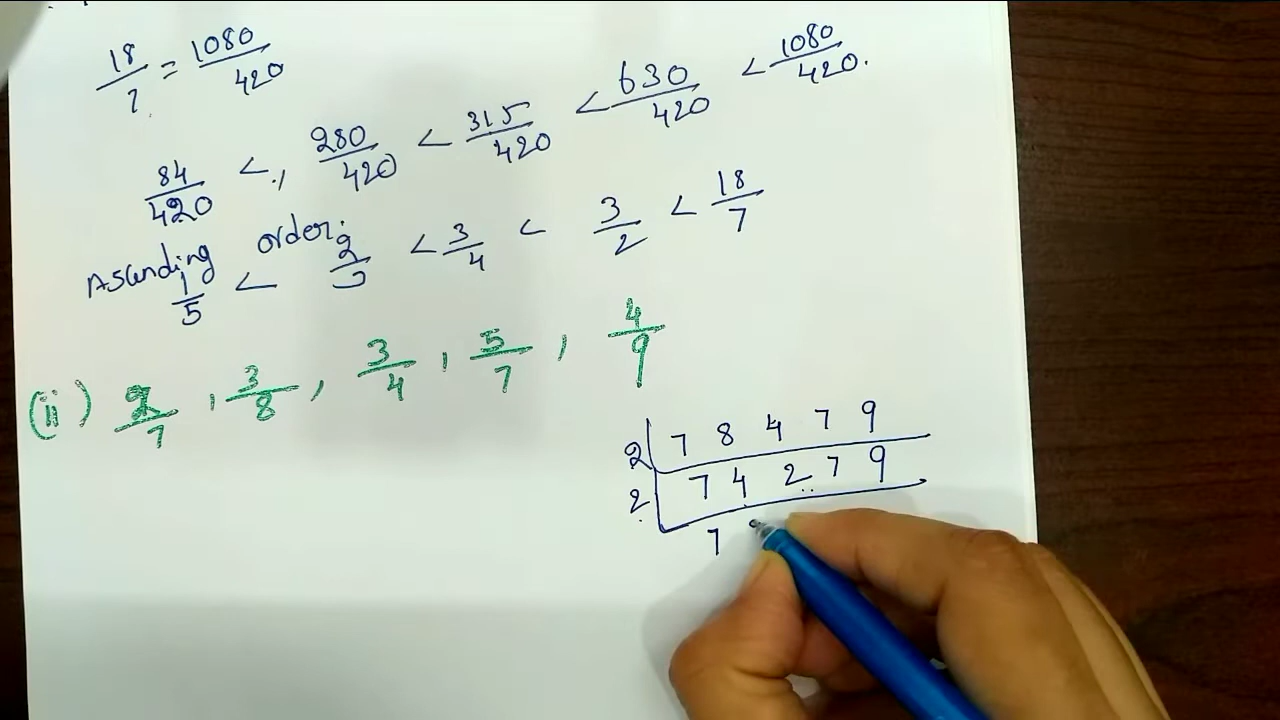 18/7 = 1080/420
84/420 < 280/420 < 315/420 < 630/420 < 1080/420.
Ascending order:
1/5 < 2/3 < 3/4 < 3/2 < 18/7
(ii) 2/7 , 3/8 , 3/4 , 5/7 , 4/9
2 | 7 8 4 7 9
2 | 7 4 2 7 9
7